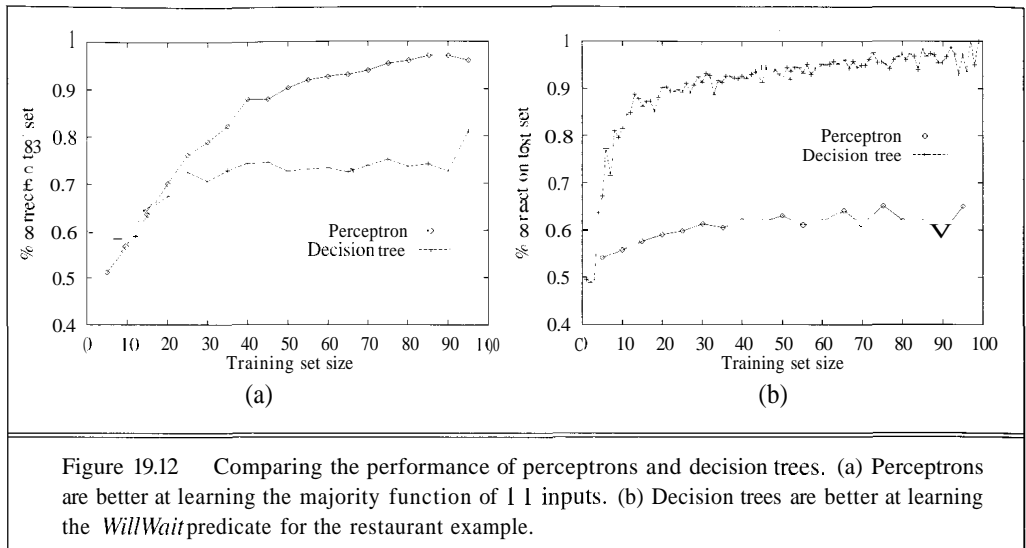 1
0.9
0.8
0.7
0.6
0.5
0.4
0 10 20 30 40 50 60 70 80 90 100
Training set size
Perceptron
Decision tree
(a)
1
0.9
0.8
0.7
0.6
0.5
0.4
0 10 20 30 40 50 60 70 80 90 100
Training set size
Perceptron
Decision tree
(b)
Figure 19.12 Comparing the performance of perceptrons and decision trees. (a) Perceptrons
are better at learning the majority function of 11 inputs. (b) Decision trees are better at learning
the WillWait predicate for the restaurant example.